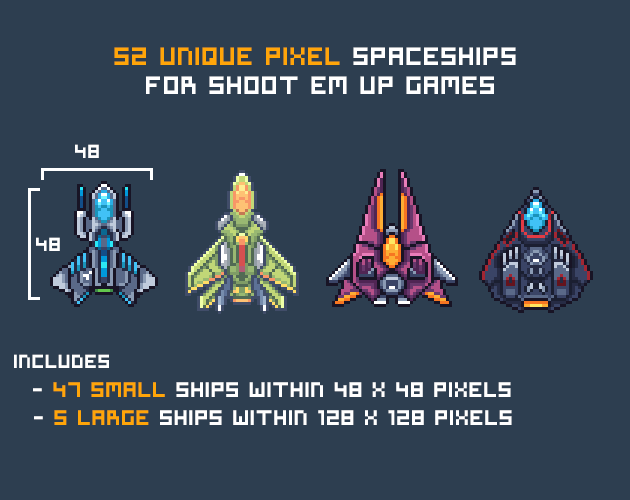 52 UNIQUE PIXEL SPACESHIPS
FOR SHOOT EM UP GAMES
48
48
INCLUDES
- 47 SMALL SHIPS WITHIN 48 X 48 PIXELS
- 5 LARGE SHIPS WITHIN 128 X 128 PIXELS